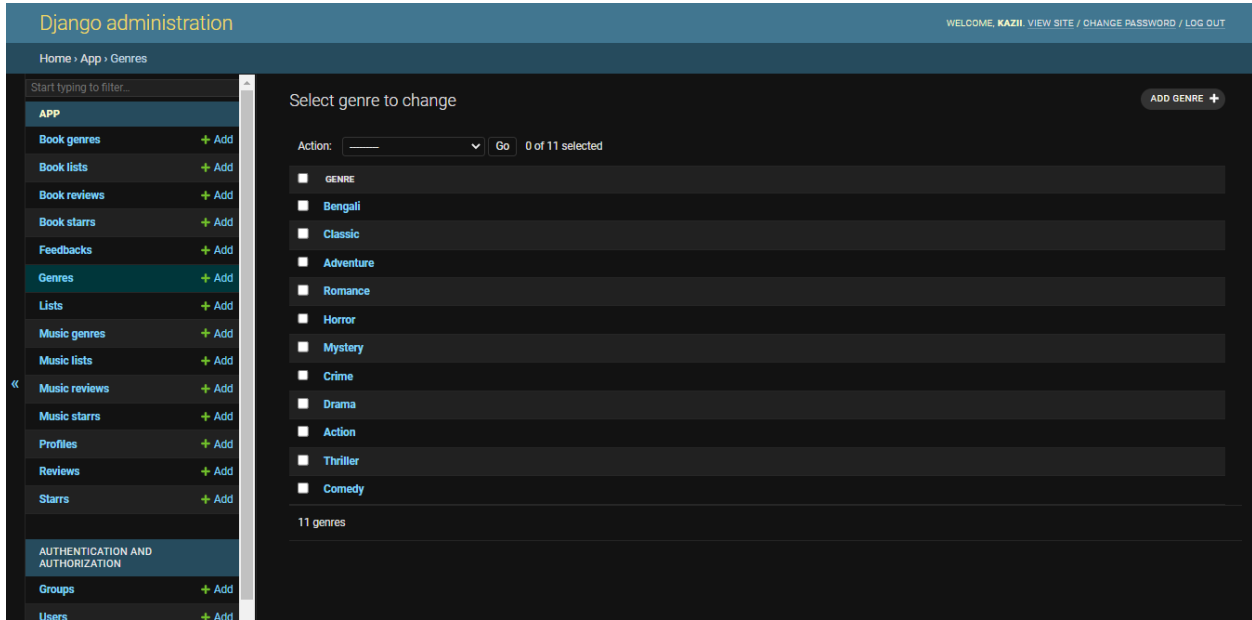 Django administration
WELCOME, KAZII. VIEW SITE / CHANGE PASSWORD / LOG OUT
Home › App › Genres
Start typing to filter...
APP
Book genres + Add
Book lists + Add
Book reviews + Add
Book starrs + Add
Feedbacks + Add
Genres + Add
Lists + Add
Music genres + Add
Music lists + Add
Music reviews + Add
Music starrs + Add
Profiles + Add
Reviews + Add
Starrs + Add
AUTHENTICATION AND
AUTHORIZATION
Groups + Add
Users + Add
«
Select genre to change
ADD GENRE +
Action: --------- Go 0 of 11 selected
GENRE
Bengali
Classic
Adventure
Romance
Horror
Mystery
Crime
Drama
Action
Thriller
Comedy
11 genres